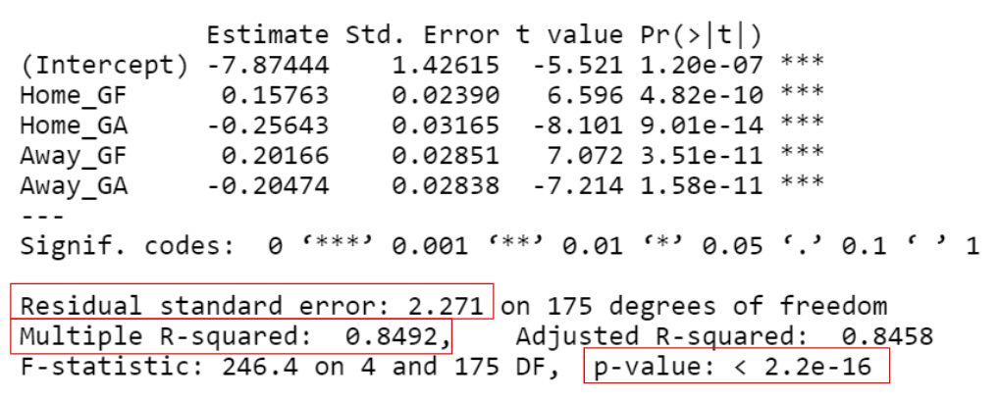 Estimate Std. Error t value Pr(>|t|)
(Intercept) -7.87444 1.42615 -5.521 1.20e-07 ***
Home_GF 0.15763 0.02390 6.596 4.82e-10 ***
Home_GA -0.25643 0.03165 -8.101 9.01e-14 ***
Away_GF 0.20166 0.02851 7.072 3.51e-11 ***
Away_GA -0.20474 0.02838 -7.214 1.58e-11 ***
---
Signif. codes: 0 ‘***’ 0.001 ‘**’ 0.01 ‘*’ 0.05 ‘.’ 0.1 ‘ ’ 1
Residual standard error: 2.271 on 175 degrees of freedom
Multiple R-squared: 0.8492, Adjusted R-squared: 0.8458
F-statistic: 246.4 on 4 and 175 DF, p-value: < 2.2e-16